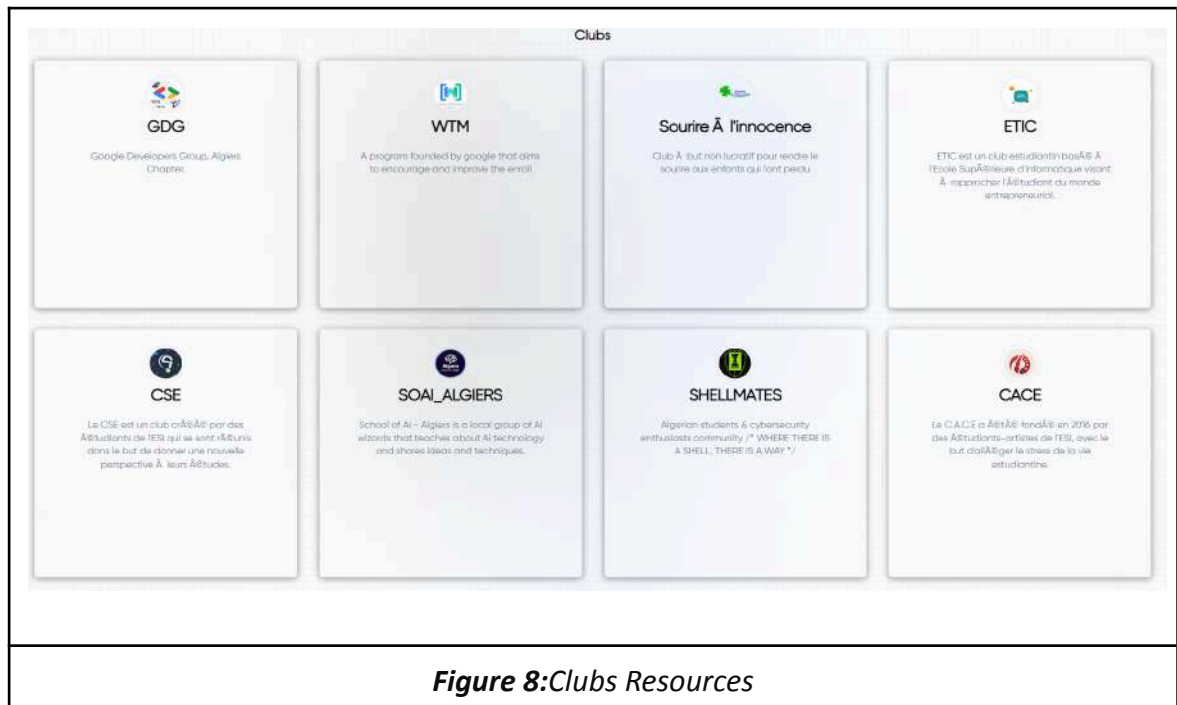 Clubs
GDG
Google Developers Group, Algiers
Chapter.
WTM
A program founded by google that aims
to encourage and improve the enroll
Sourire Ã  l'innocence
Club Ã  but non lucratif pour rendre le
sourire aux enfants qui l'ont perdu
ETIC
ETIC est un club estudiantin basÃ© Ã 
l'Ecole SupÃ©rieure d'Informatique visant
Ã  rapprocher l'Ã©tudiant du monde
entrepreneurial.
CSE
Le CSE est un club crÃ©Ã© par des
Ã©tudiants de l'ESI qui se sont rÃ©unis
dans le but de donner une nouvelle
perspective Ã  leurs Ã©tudes.
SOAI_ALGIERS
School of Ai - Algiers is a local group of AI
wizards that teaches about AI technology
and shares ideas and techniques.
SHELLMATES
Algerian students & cybersecurity
enthusiasts community /* WHERE THERE IS
A SHELL, THERE IS A WAY */
CACE
Le C.A.C.E a Ã©tÃ© fondÃ© en 2016 par
des Ã©tudiants-artistes de l'ESI, avec le
but d'allÃ©ger le stress de la vie
estudiantine.
Figure 8:Clubs Resources